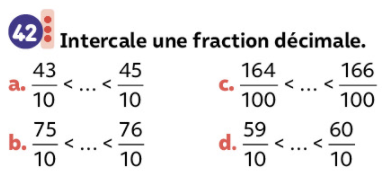 42 Intercale une fraction décimale.
a. 43/10 < ... < 45/10
c. 164/100 < ... < 166/100
b. 75/10 < ... < 76/10
d. 59/10 < ... < 60/10